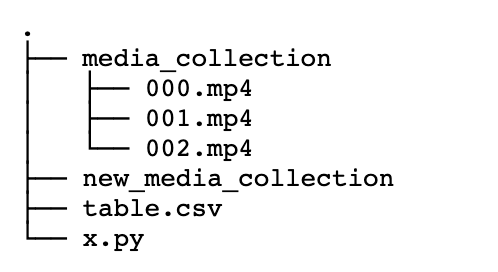 .
├── media_collection
│   ├── 000.mp4
│   ├── 001.mp4
│   └── 002.mp4
├── new_media_collection
├── table.csv
└── x.py